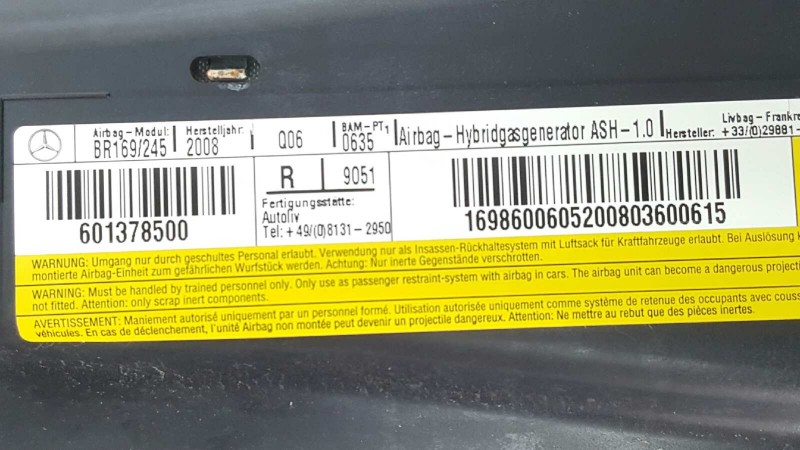 Airbag-Modul:
BR169/245
Herstelljahr:
2008
Q06
BAM-PT1
0635
Airbag-Hybridgasgenerator ASH-1.0
Hersteller:
Livbag-Frankre
+33/(0)29881-
R
9051
Fertigungsstätte:
Autoliv
Tel: +49/(0)8131-2950
601378500
1698600605200803600615
WARNUNG: Umgang nur durch geschultes Personal erlaubt. Verwendung nur als Insassen-Rückhaltesystem mit Luftsack für Kraftfahrzeuge erlaubt. Bei Auslösung k
montierte Airbag-Einheit zum gefährlichen Wurfstück werden. Achtung: Nur inerte Gegenstände verschrotten.
WARNING: Must be handled by trained personnel only. Only use as passenger restraint-system with airbag in cars. The airbag unit can become a dangerous projecti
not fitted. Attention: only scrap inert components.
AVERTISSEMENT: Maniement autorisé uniquement par un personnel formé. Utilisation autorisée uniquement comme système de retenue des occupants avec couss
véhicules. En cas de déclenchement, l'unité Airbag non montée peut devenir un projectile dangereux. Attention: Ne mettre au rebut que des pièces inertes.